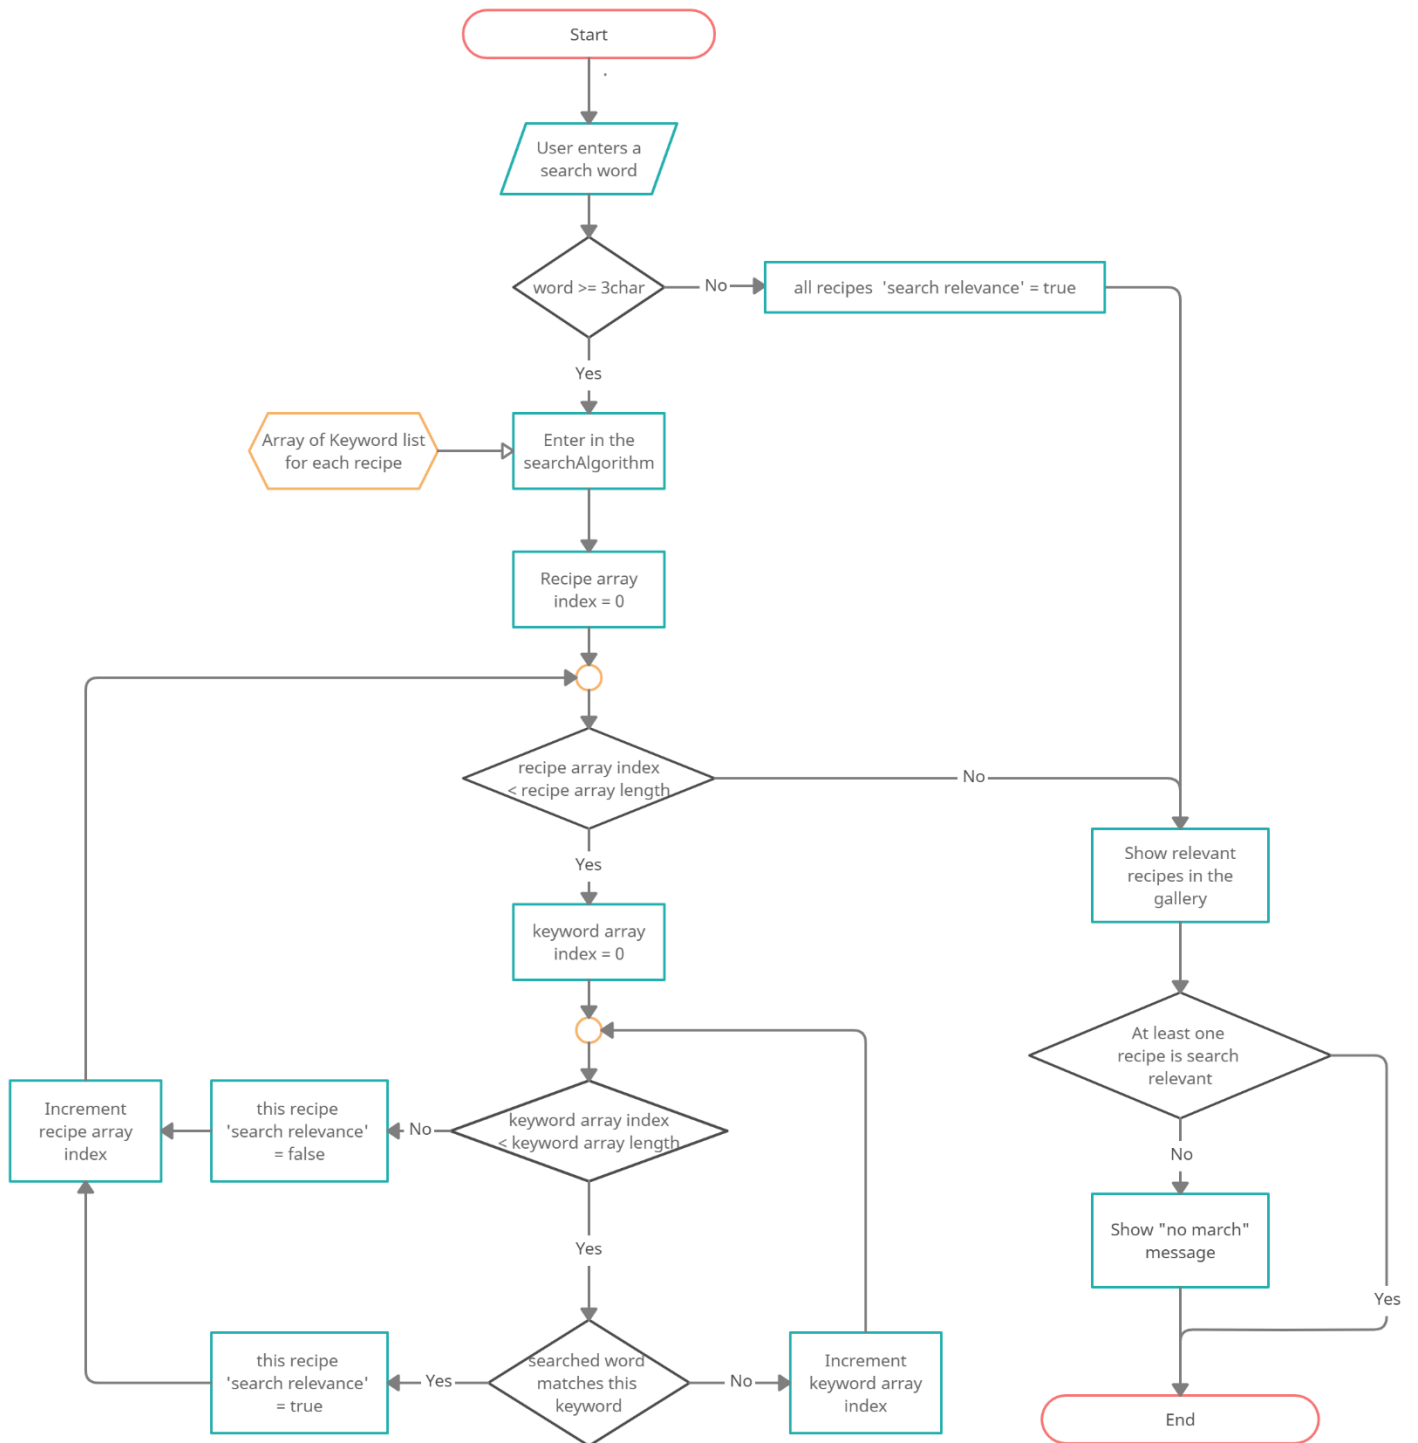 Start
User enters a
search word
word >= 3char
No
all recipes 'search relevance' = true
Yes
Array of Keyword list
for each recipe
Enter in the
searchAlgorithm
Recipe array
index = 0
recipe array index
< recipe array length
No
Yes
Show relevant
recipes in the
gallery
keyword array
index = 0
At least one
recipe is search
relevant
Increment
recipe array
index
this recipe
'search relevance'
= false
No
keyword array index
< keyword array length
No
Show "no march"
message
Yes
Yes
this recipe
'search relevance'
= true
Yes
searched word
matches this
keyword
No
Increment
keyword array
index
End